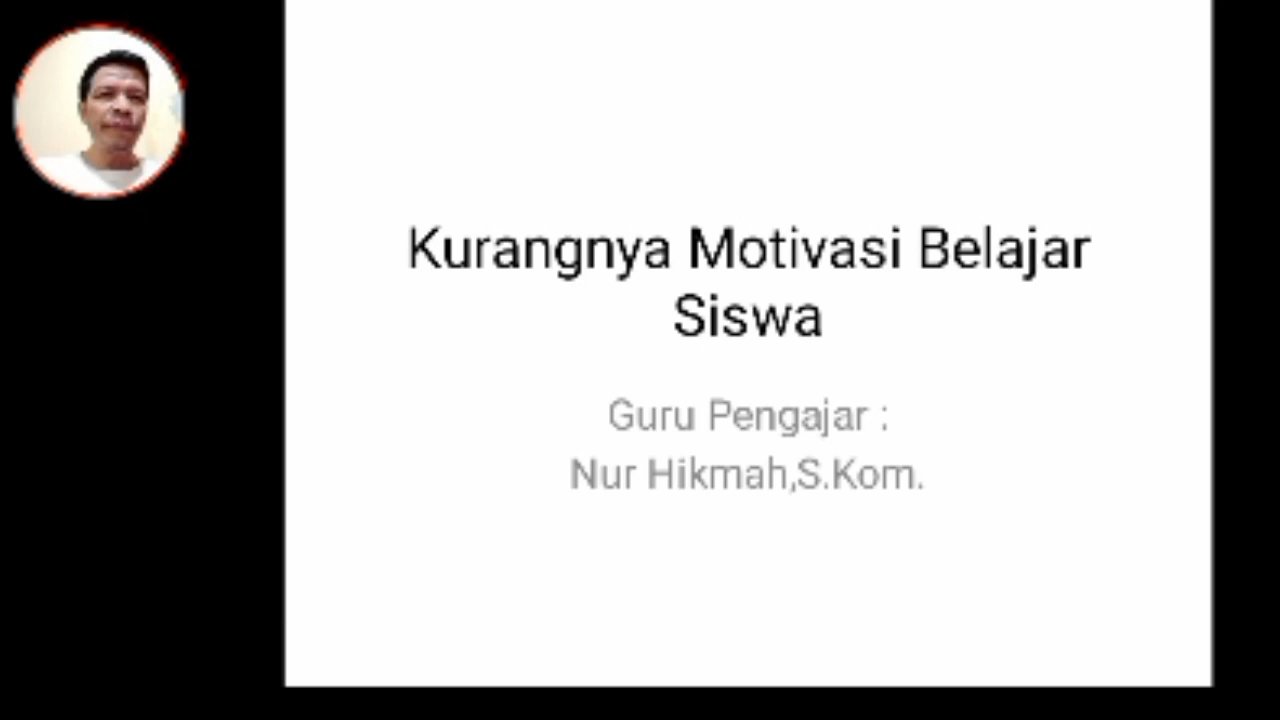 Kurangnya Motivasi Belajar
Siswa
Guru Pengajar :
Nur Hikmah,S.Kom.